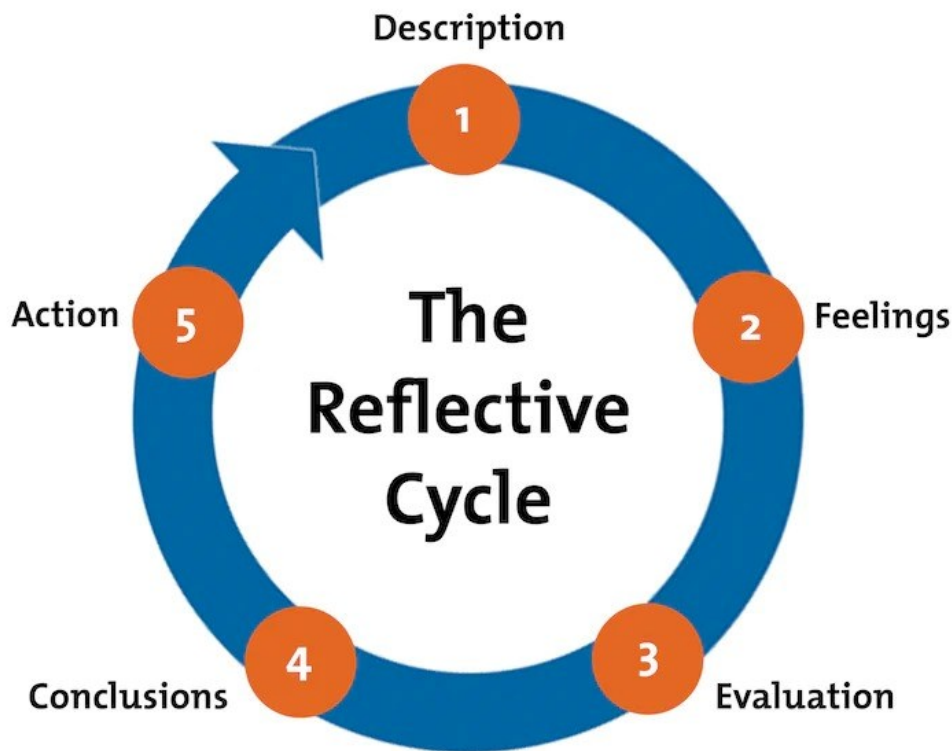 Description
1
2
Feelings
3
Evaluation
4
Conclusions
5
Action
The
Reflective
Cycle